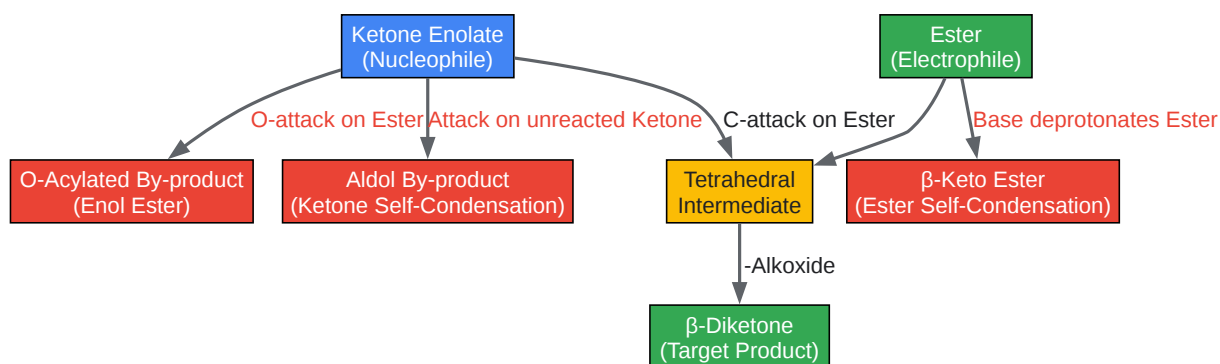 Ketone Enolate
(Nucleophile)
Ester
(Electrophile)
O-attack on Ester
Attack on unreacted Ketone
C-attack on Ester
Base deprotonates Ester
O-Acylated By-product
(Enol Ester)
Aldol By-product
(Ketone Self-Condensation)
Tetrahedral
Intermediate
β-Keto Ester
(Ester Self-Condensation)
-Alkoxide
β-Diketone
(Target Product)